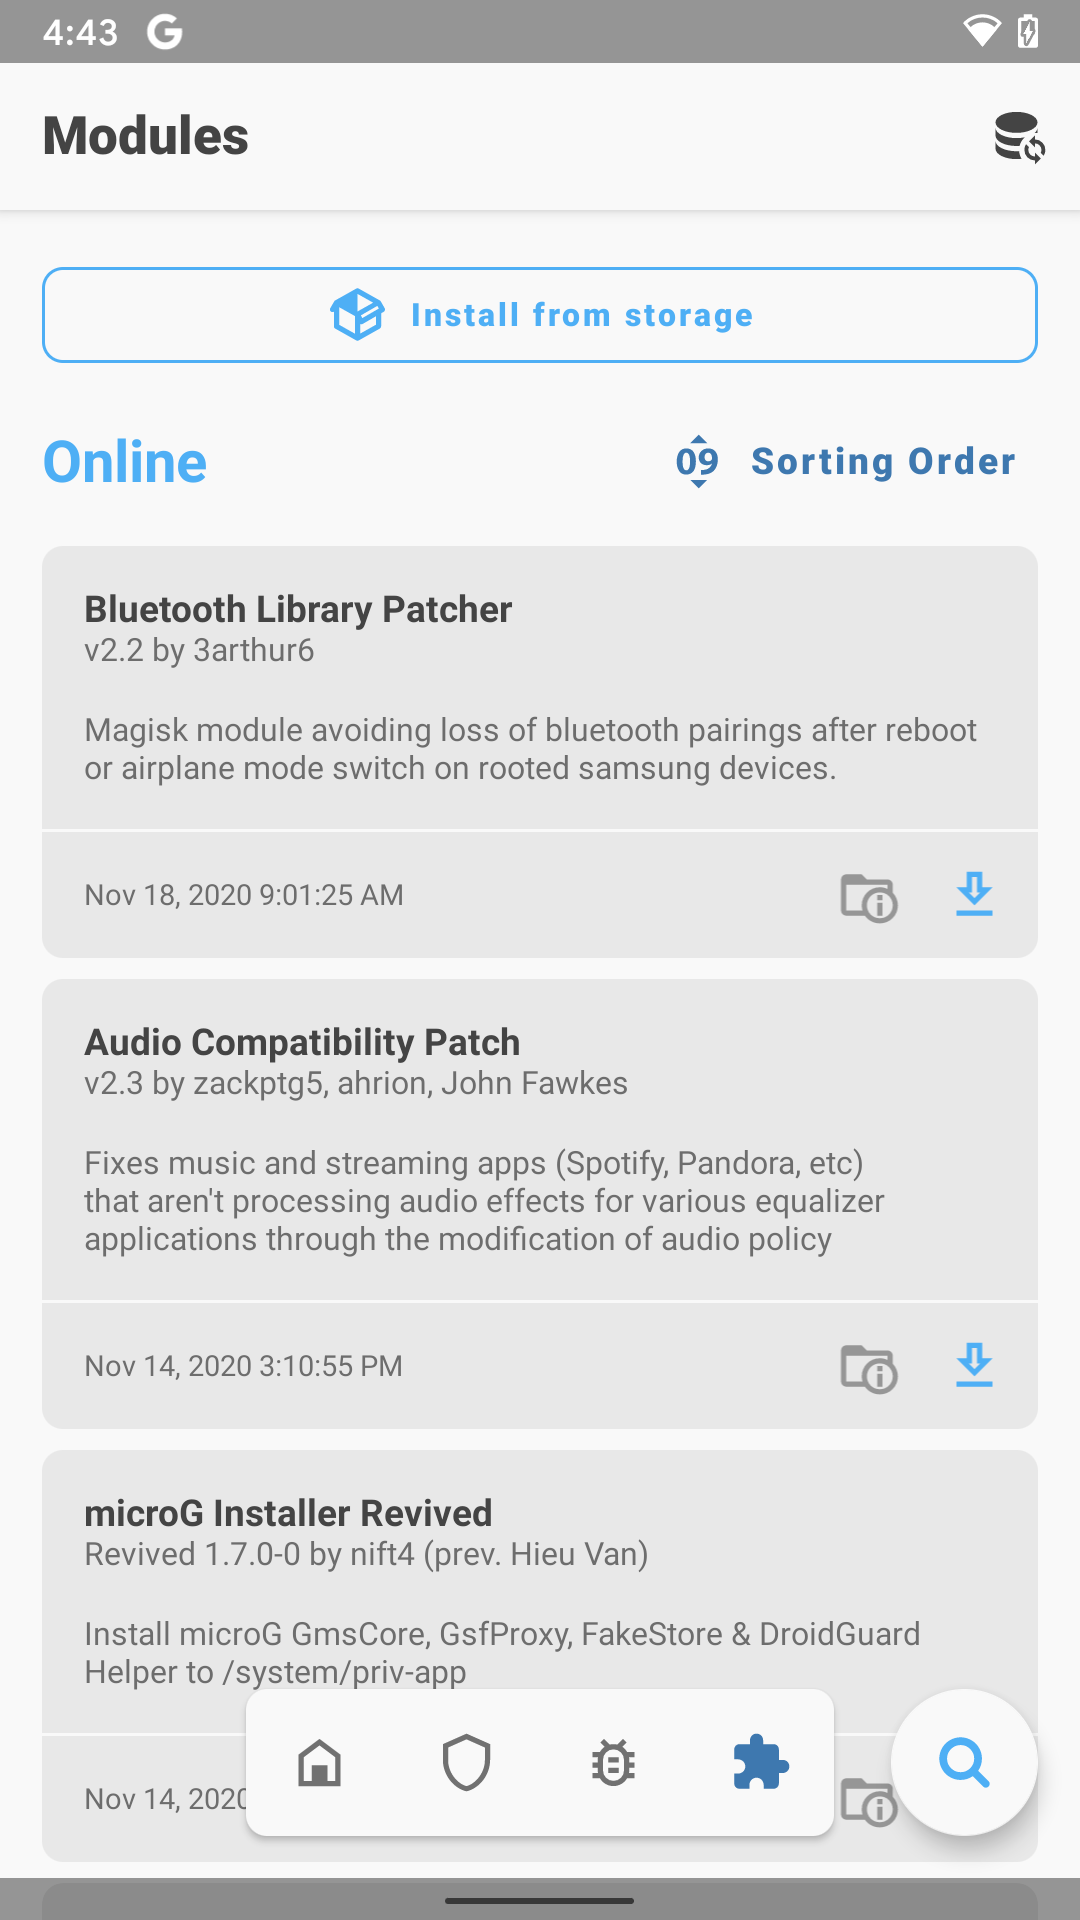 4:43
Modules
Install from storage
Online
09 Sorting Order
Bluetooth Library Patcher
v2.2 by 3arthur6
Magisk module avoiding loss of bluetooth pairings after reboot
or airplane mode switch on rooted samsung devices.
Nov 18, 2020 9:01:25 AM
Audio Compatibility Patch
v2.3 by zackptg5, ahrion, John Fawkes
Fixes music and streaming apps (Spotify, Pandora, etc)
that aren't processing audio effects for various equalizer
applications through the modification of audio policy
Nov 14, 2020 3:10:55 PM
microG Installer Revived
Revived 1.7.0-0 by nift4 (prev. Hieu Van)
Install microG GmsCore, GsfProxy, FakeStore & DroidGuard
Helper to /system/priv-app
Nov 14, 2020